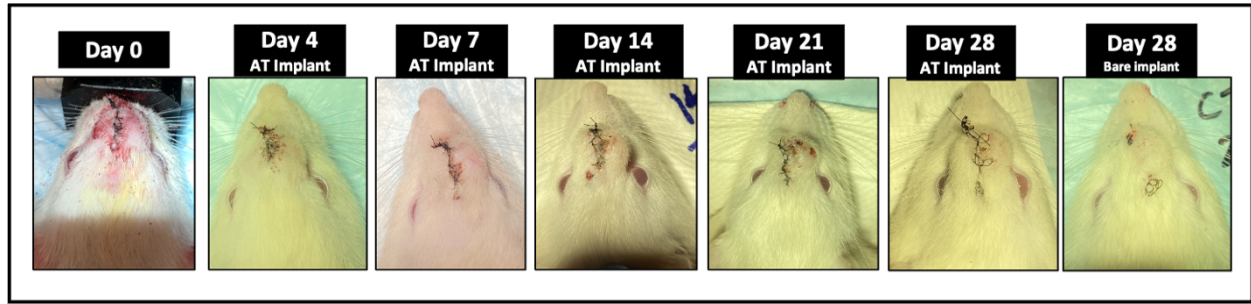 Day 0
Day 4
AT Implant
Day 7
AT Implant
Day 14
AT Implant
Day 21
AT Implant
Day 28
AT Implant
Day 28
Bare implant